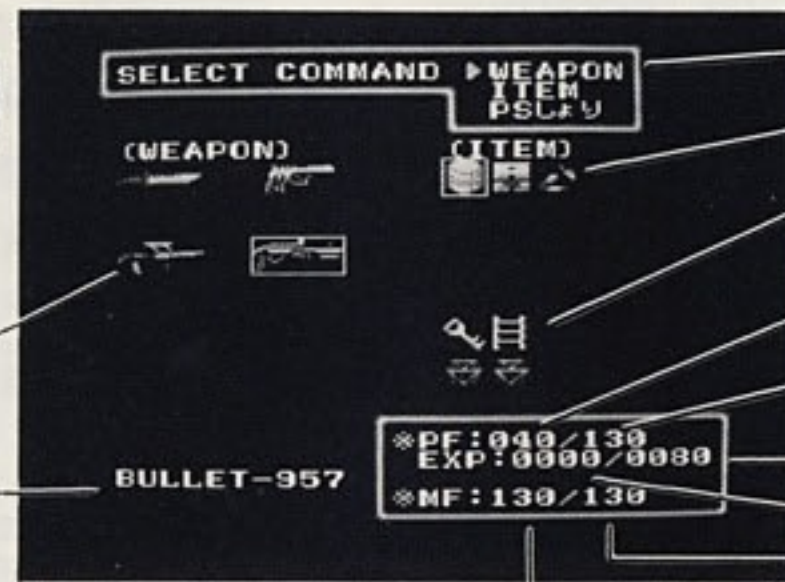 SELECT COMMAND ▶WEAPON
ITEM
PSしょり
(WEAPON) (ITEM)
※PF:040/130
EXP:0000/0080
BULLET-957
※MF:130/130